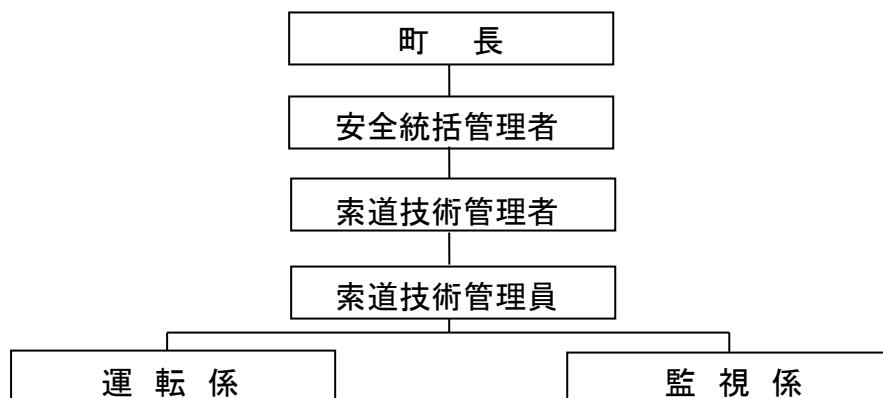 町　長
安全統括管理者
索道技術管理者
索道技術管理員
運 転 係
監 視 係